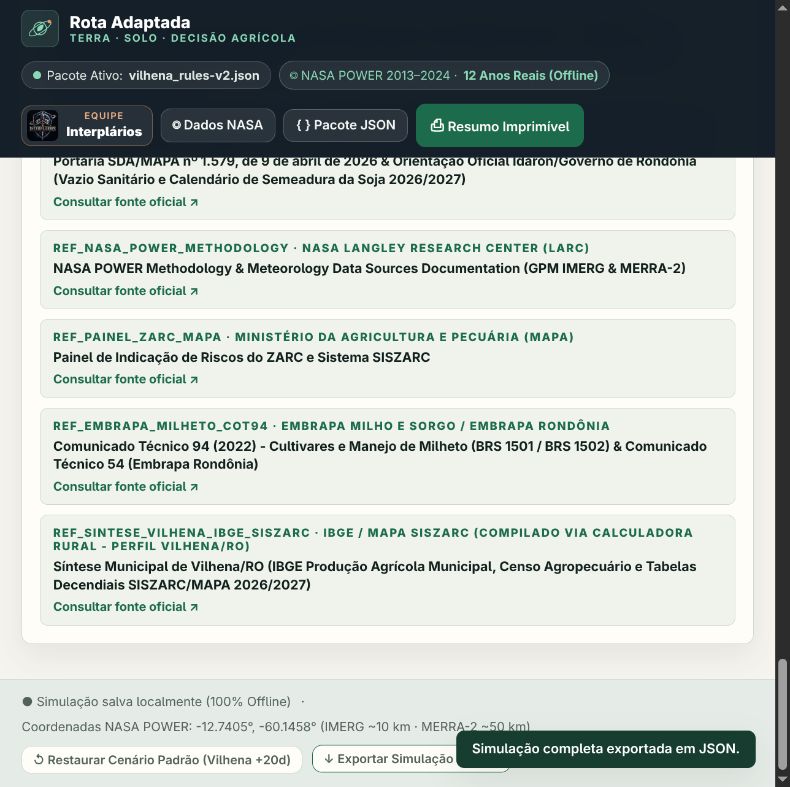 Rota Adaptada
TERRA · SOLO · DECISÃO AGRÍCOLA
Pacote Ativo: vilhena_rules-v2.json
© NASA POWER 2013–2024 · 12 Anos Reais (Offline)
EQUIPE
Interplários
Dados NASA
{ } Pacote JSON
Resumo Imprimível
Portaria SDA/MAPA nº 1.579, de 9 de abril de 2026 & Orientação Oficial Idaron/Governo de Rondônia
(Vazio Sanitário e Calendário de Semeadura da Soja 2026/2027)
Consultar fonte oficial ↗
REF_NASA_POWER_METHODOLOGY · NASA LANGLEY RESEARCH CENTER (LARC)
NASA POWER Methodology & Meteorology Data Sources Documentation (GPM IMERG & MERRA-2)
Consultar fonte oficial ↗
REF_PAINEL_ZARC_MAPA · MINISTÉRIO DA AGRICULTURA E PECUÁRIA (MAPA)
Painel de Indicação de Riscos do ZARC e Sistema SISZARC
Consultar fonte oficial ↗
REF_EMBRAPA_MILHETO_COT94 · EMBRAPA MILHO E SORGO / EMBRAPA RONDÔNIA
Comunicado Técnico 94 (2022) - Cultivares e Manejo de Milheto (BRS 1501 / BRS 1502) & Comunicado
Técnico 54 (Embrapa Rondônia)
Consultar fonte oficial ↗
REF_SINTESE_VILHENA_IBGE_SISZARC · IBGE / MAPA SISZARC (COMPILADO VIA CALCULADORA
RURAL - PERFIL VILHENA/RO)
Síntese Municipal de Vilhena/RO (IBGE Produção Agrícola Municipal, Censo Agropecuário e Tabelas
Decendiais SISZARC/MAPA 2026/2027)
Consultar fonte oficial ↗
Simulação salva localmente (100% Offline) ·
Coordenadas NASA POWER: -12.7405°, -60.1458° (IMERG ~10 km · MERRA-2 ~50 km)
Restaurar Cenário Padrão (Vilhena +20d)
↓ Exportar Simulação
Simulação completa exportada em JSON.